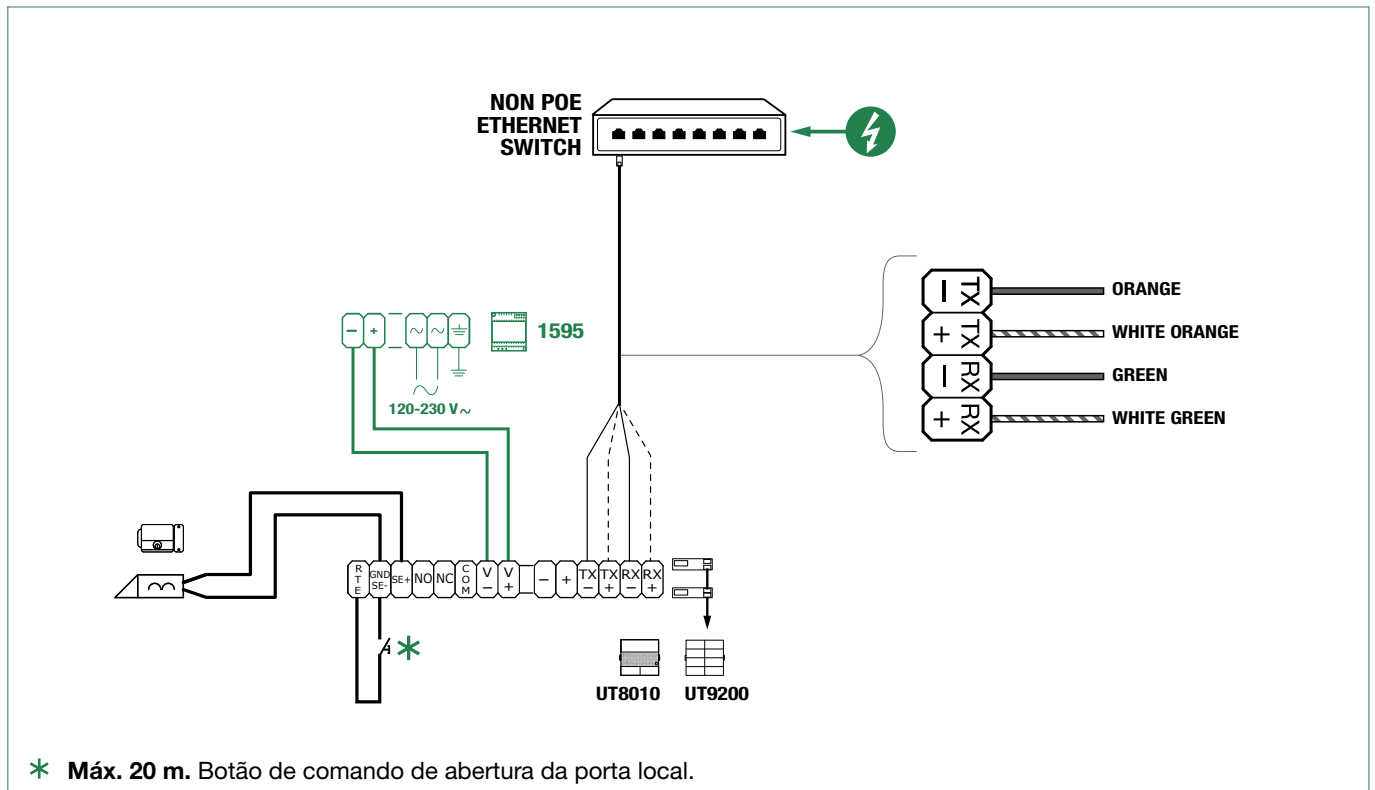 NON POE
ETHERNET
SWITCH
TX − ORANGE
TX + WHITE ORANGE
RX − GREEN
RX + WHITE GREEN
− + ~ ~ 1595
120-230 V~
RTE GND SE- SE+ NO NC COM V− V+ − + TX− TX+ RX− RX+
*
UT8010 UT9200
* Máx. 20 m. Botão de comando de abertura da porta local.